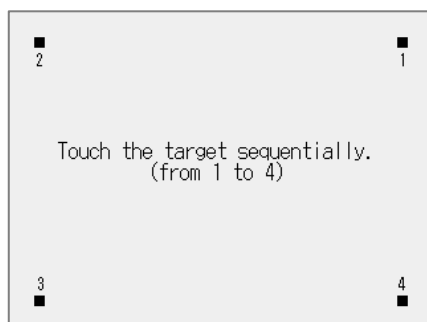 2 1
Touch the target sequentially.
(from 1 to 4)
3 4